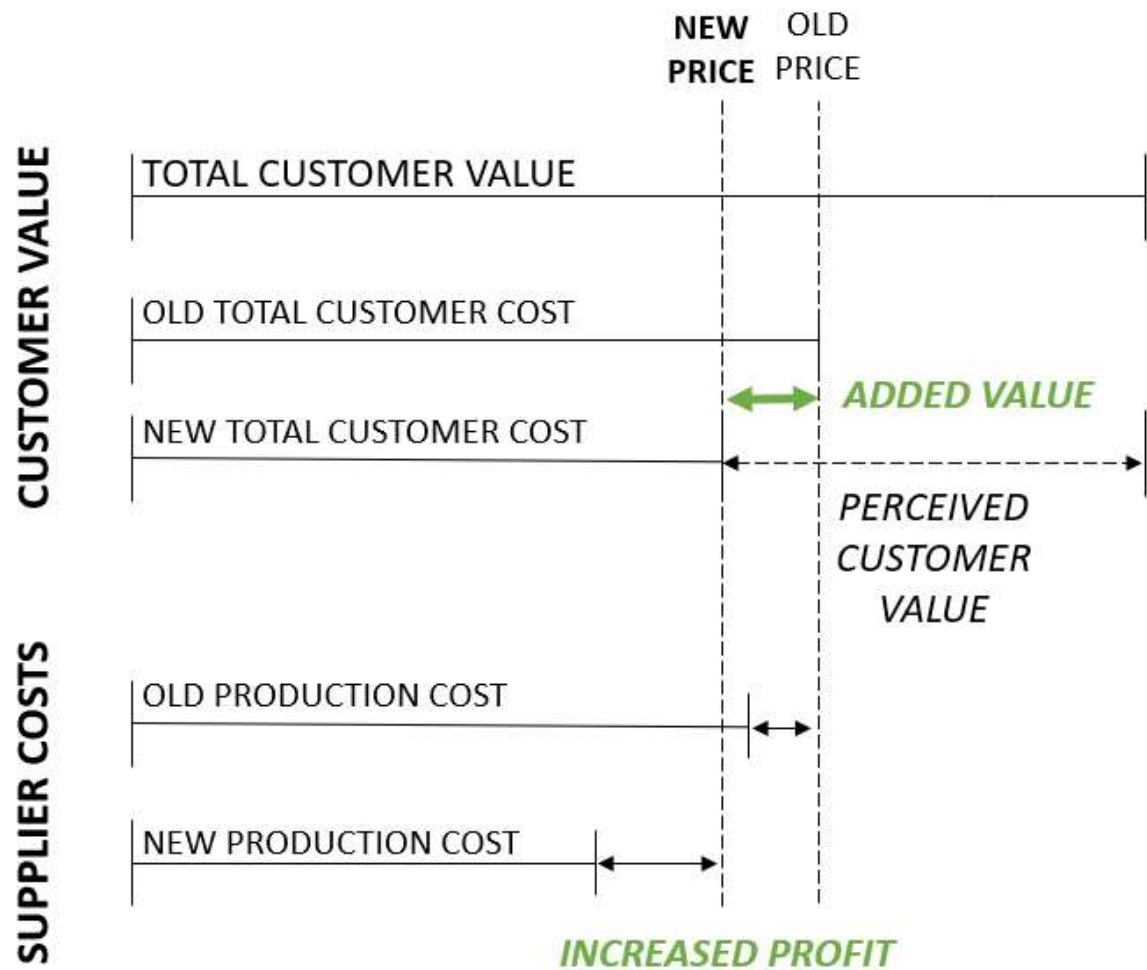 NEW
PRICE
OLD
PRICE
CUSTOMER VALUE
TOTAL CUSTOMER VALUE
OLD TOTAL CUSTOMER COST
ADDED VALUE
NEW TOTAL CUSTOMER COST
PERCEIVED
CUSTOMER
VALUE
SUPPLIER COSTS
OLD PRODUCTION COST
NEW PRODUCTION COST
INCREASED PROFIT